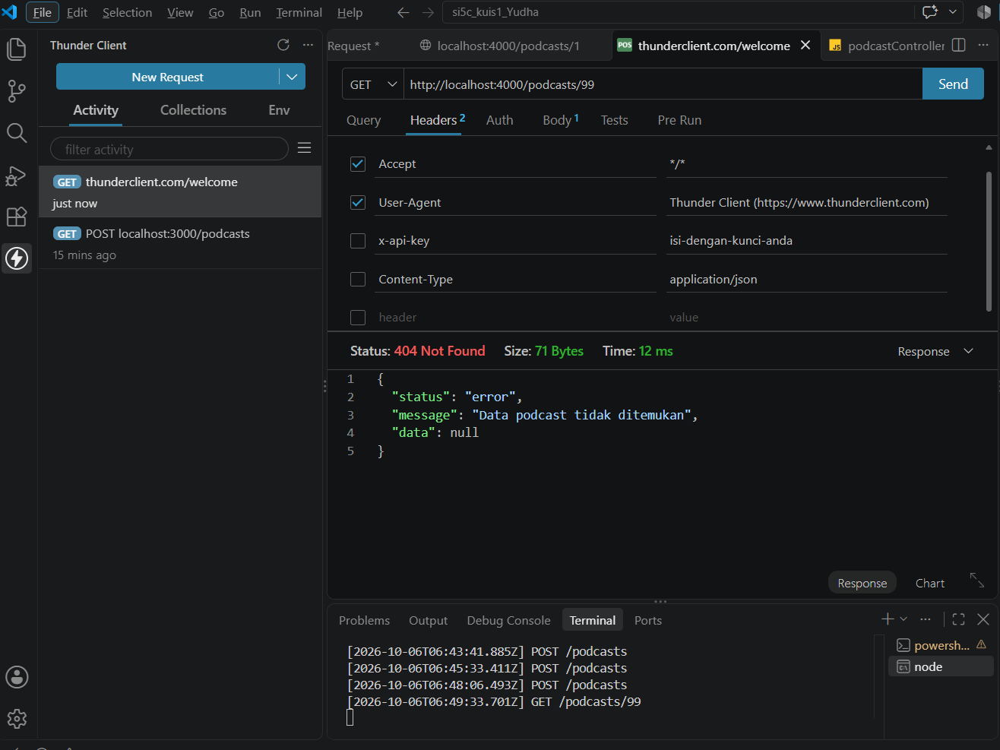 File Edit Selection View Go Run Terminal Help si5c_kuis1_Yudha
Thunder Client
New Request
Activity Collections Env
filter activity
GET thunderclient.com/welcome
just now
GET POST localhost:3000/podcasts
15 mins ago
Request * localhost:4000/podcasts/1 POS thunderclient.com/welcome JS podcastController
GET http://localhost:4000/podcasts/99 Send
Query Headers 2 Auth Body 1 Tests Pre Run
Accept */*
User-Agent Thunder Client (https://www.thunderclient.com)
x-api-key isi-dengan-kunci-anda
Content-Type application/json
header value
Status: 404 Not Found Size: 71 Bytes Time: 12 ms Response
1 {
2 "status": "error",
3 "message": "Data podcast tidak ditemukan",
4 "data": null
5 }
Response Chart
Problems Output Debug Console Terminal Ports
[2026-10-06T06:43:41.885Z] POST /podcasts
[2026-10-06T06:45:33.411Z] POST /podcasts
[2026-10-06T06:48:06.493Z] POST /podcasts
[2026-10-06T06:49:33.701Z] GET /podcasts/99
powersh...
node